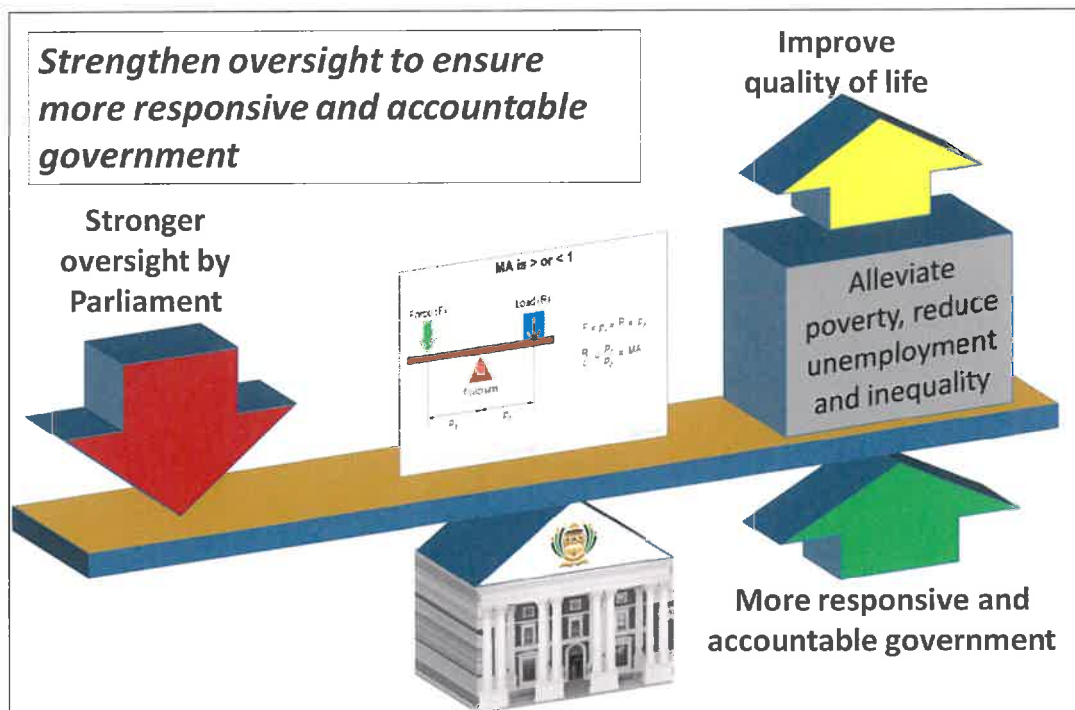 Strengthen oversight to ensure
more responsive and accountable
government
Improve
quality of life
Stronger
oversight by
Parliament
MA is > or < 1
Alleviate
poverty, reduce
unemployment
and inequality
More responsive and
accountable government